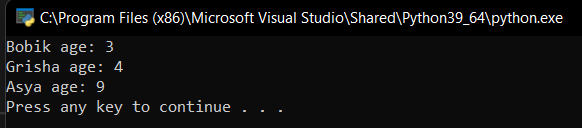 C:\Program Files (x86)\Microsoft Visual Studio\Shared\Python39_64\python.exe
Bobik age: 3
Grisha age: 4
Asya age: 9
Press any key to continue . . .